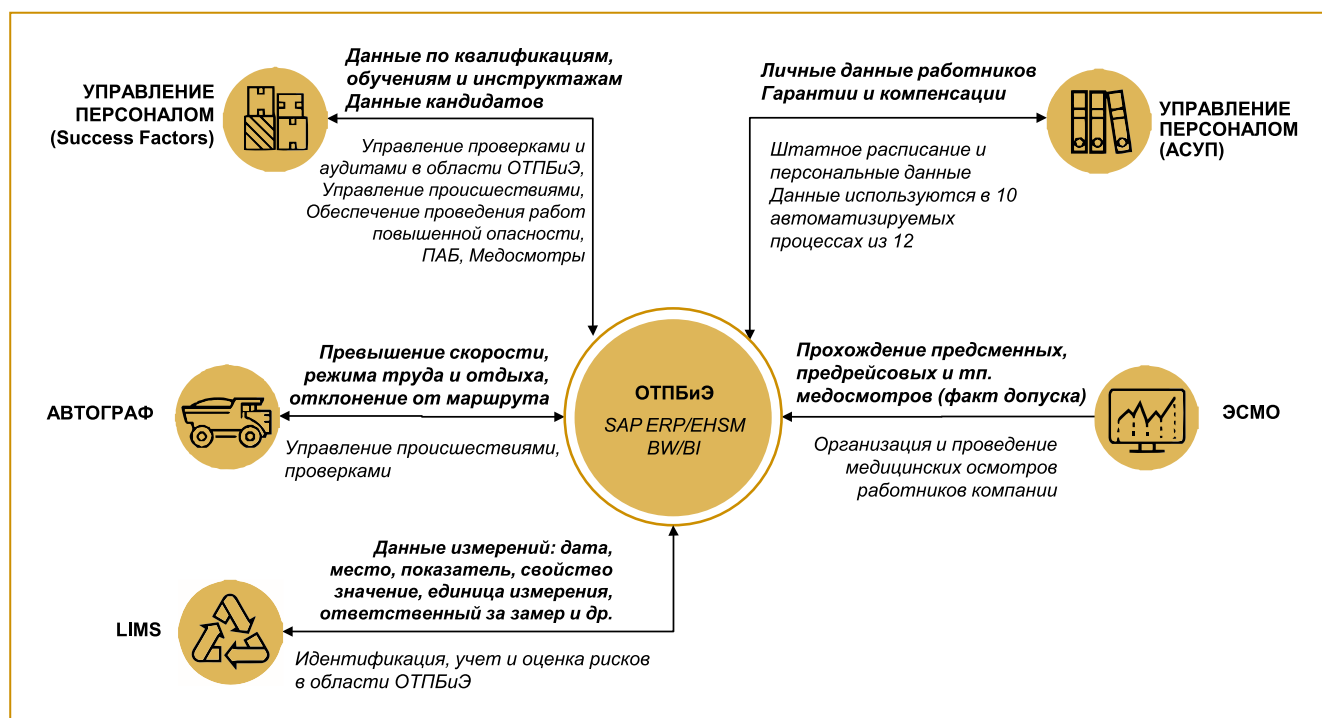 УПРАВЛЕНИЕ
ПЕРСОНАЛОМ
(Success Factors)
Данные по квалификациям,
обучениям и инструктажам
Данные кандидатов
Управление проверками и
аудитами в области ОТПБиЭ,
Управление происшествиями,
Обеспечение проведения работ
повышенной опасности,
ПАБ, Медосмотры
Личные данные работников
Гарантии и компенсации
Штатное расписание и
персональные данные
Данные используются в 10
автоматизируемых
процессах из 12
УПРАВЛЕНИЕ
ПЕРСОНАЛОМ
(АСУП)
АВТОГРАФ
Превышение скорости,
режима труда и отдыха,
отклонение от маршрута
Управление происшествиями,
проверками
ОТПБиЭ
SAP ERP/EHSM
BW/BI
Прохождение предсменных,
предрейсовых и тп.
медосмотров (факт допуска)
Организация и проведение
медицинских осмотров
работников компании
ЭСМО
LIMS
Данные измерений: дата,
место, показатель, свойство
значение, единица измерения,
ответственный за замер и др.
Идентификация, учет и оценка рисков
в области ОТПБиЭ